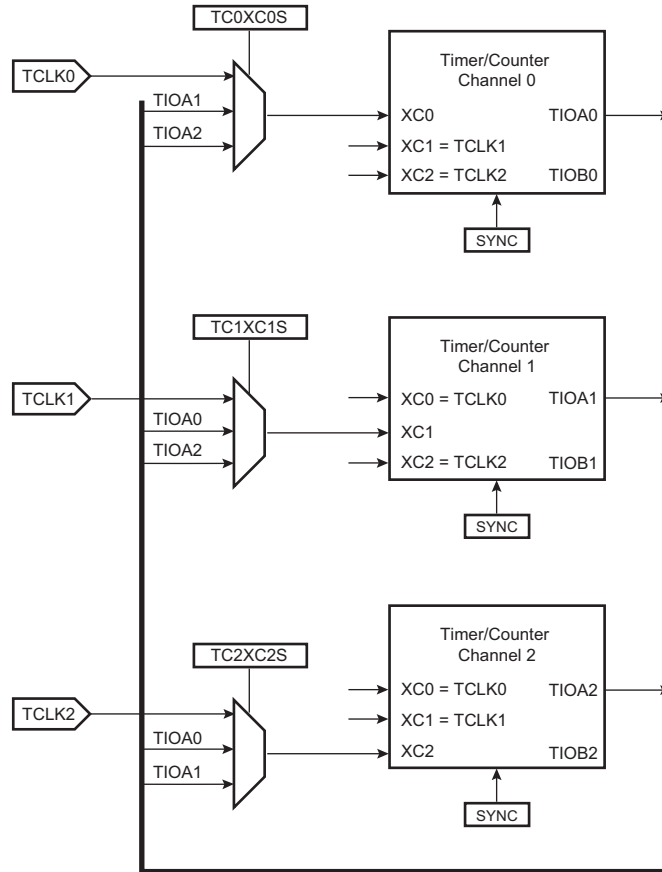 TC0XC0S
TCLK0
TIOA1
TIOA2
Timer/Counter
Channel 0
XC0
TIOA0
XC1 = TCLK1
XC2 = TCLK2
TIOB0
SYNC
TC1XC1S
TCLK1
TIOA0
TIOA2
Timer/Counter
Channel 1
XC0 = TCLK0
TIOA1
XC1
XC2 = TCLK2
TIOB1
SYNC
TC2XC2S
TCLK2
TIOA0
TIOA1
Timer/Counter
Channel 2
XC0 = TCLK0
TIOA2
XC1 = TCLK1
XC2
TIOB2
SYNC